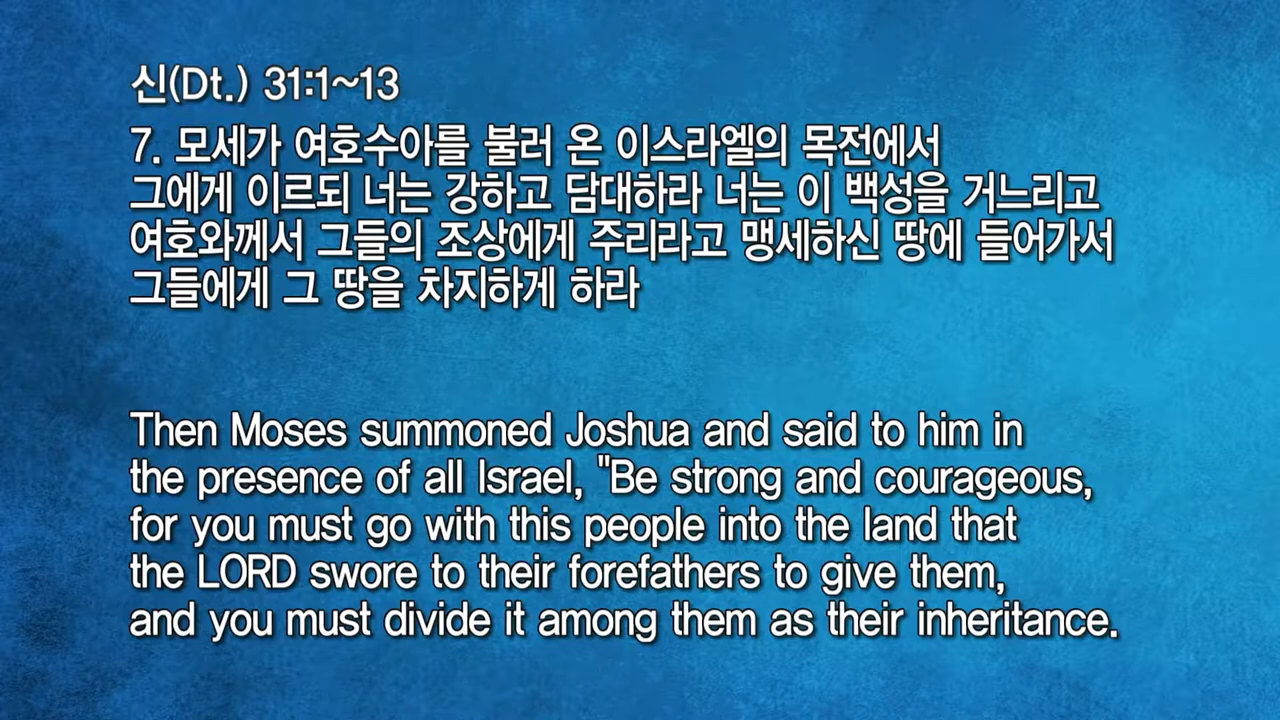 신(Dt.) 31:1~13
7. 모세가 여호수아를 불러 온 이스라엘의 목전에서
그에게 이르되 너는 강하고 담대하라 너는 이 백성을 거느리고
여호와께서 그들의 조상에게 주리라고 맹세하신 땅에 들어가서
그들에게 그 땅을 차지하게 하라
Then Moses summoned Joshua and said to him in
the presence of all Israel, "Be strong and courageous,
for you must go with this people into the land that
the LORD swore to their forefathers to give them,
and you must divide it among them as their inheritance.